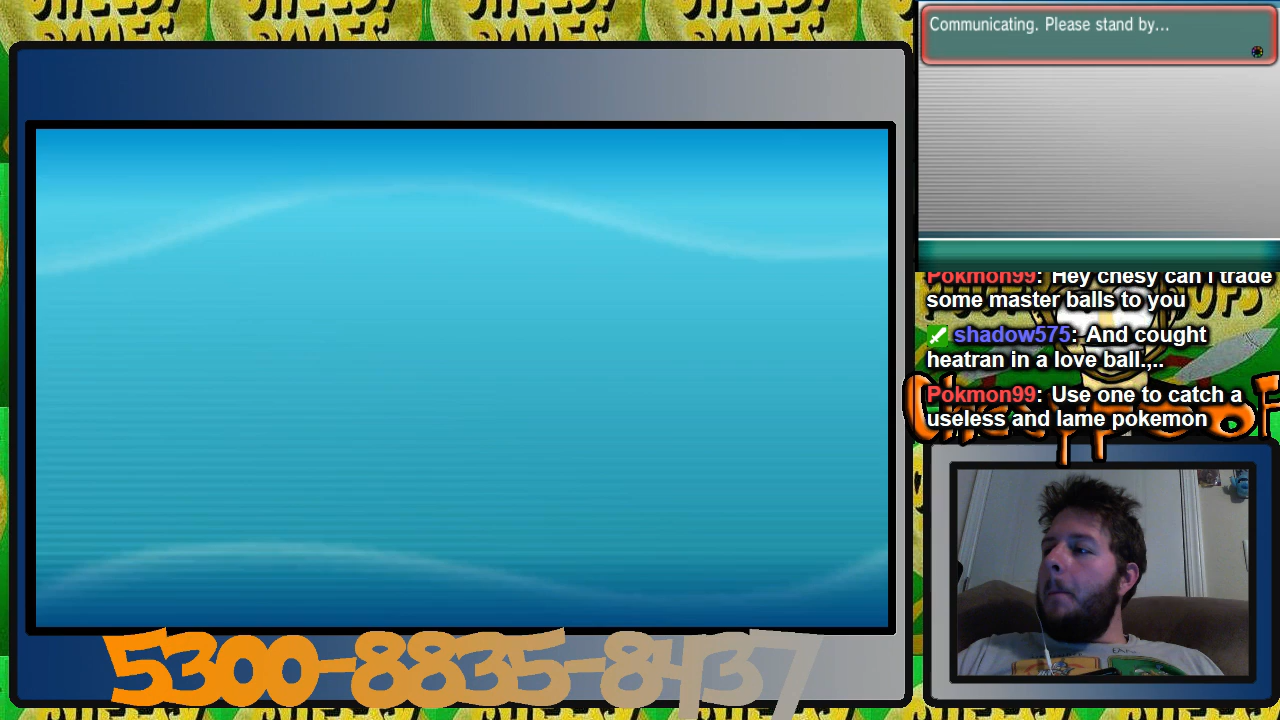 Communicating. Please stand by...
Pokmon99: Hey chesy can I trade
some master balls to you
shadow575: And cought
heatran in a love ball.,..
Pokmon99: Use one to catch a
useless and lame pokemon
5300-8835-8437